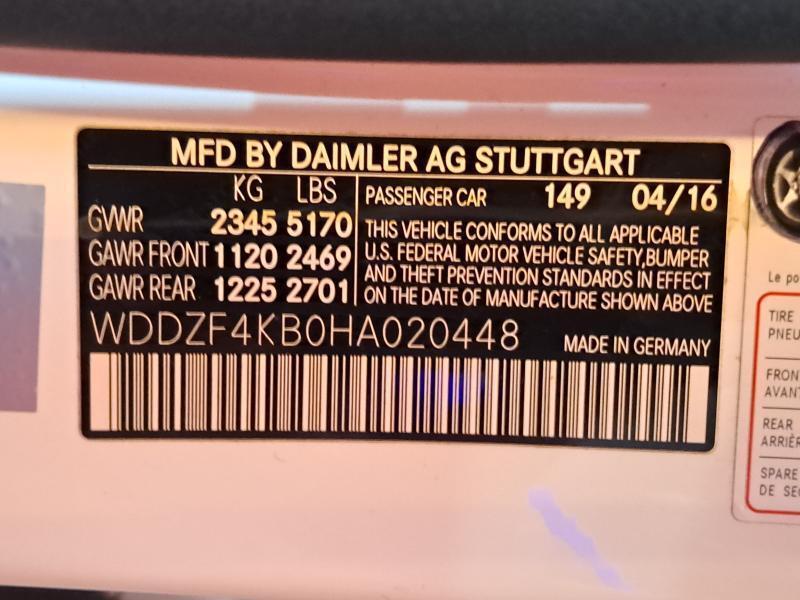 MFD BY DAIMLER AG STUTTGART
KG LBS
GVWR 2345 5170
GAWR FRONT 1120 2469
GAWR REAR 1225 2701
PASSENGER CAR 149 04/16
THIS VEHICLE CONFORMS TO ALL APPLICABLE
U.S. FEDERAL MOTOR VEHICLE SAFETY,BUMPER
AND THEFT PREVENTION STANDARDS IN EFFECT
ON THE DATE OF MANUFACTURE SHOWN ABOVE
WDDZF4KB0HA020448
MADE IN GERMANY
Le po
TIRE
PNEU
FRON
AVANT
REAR
ARRIÈR
SPARE
DE SE